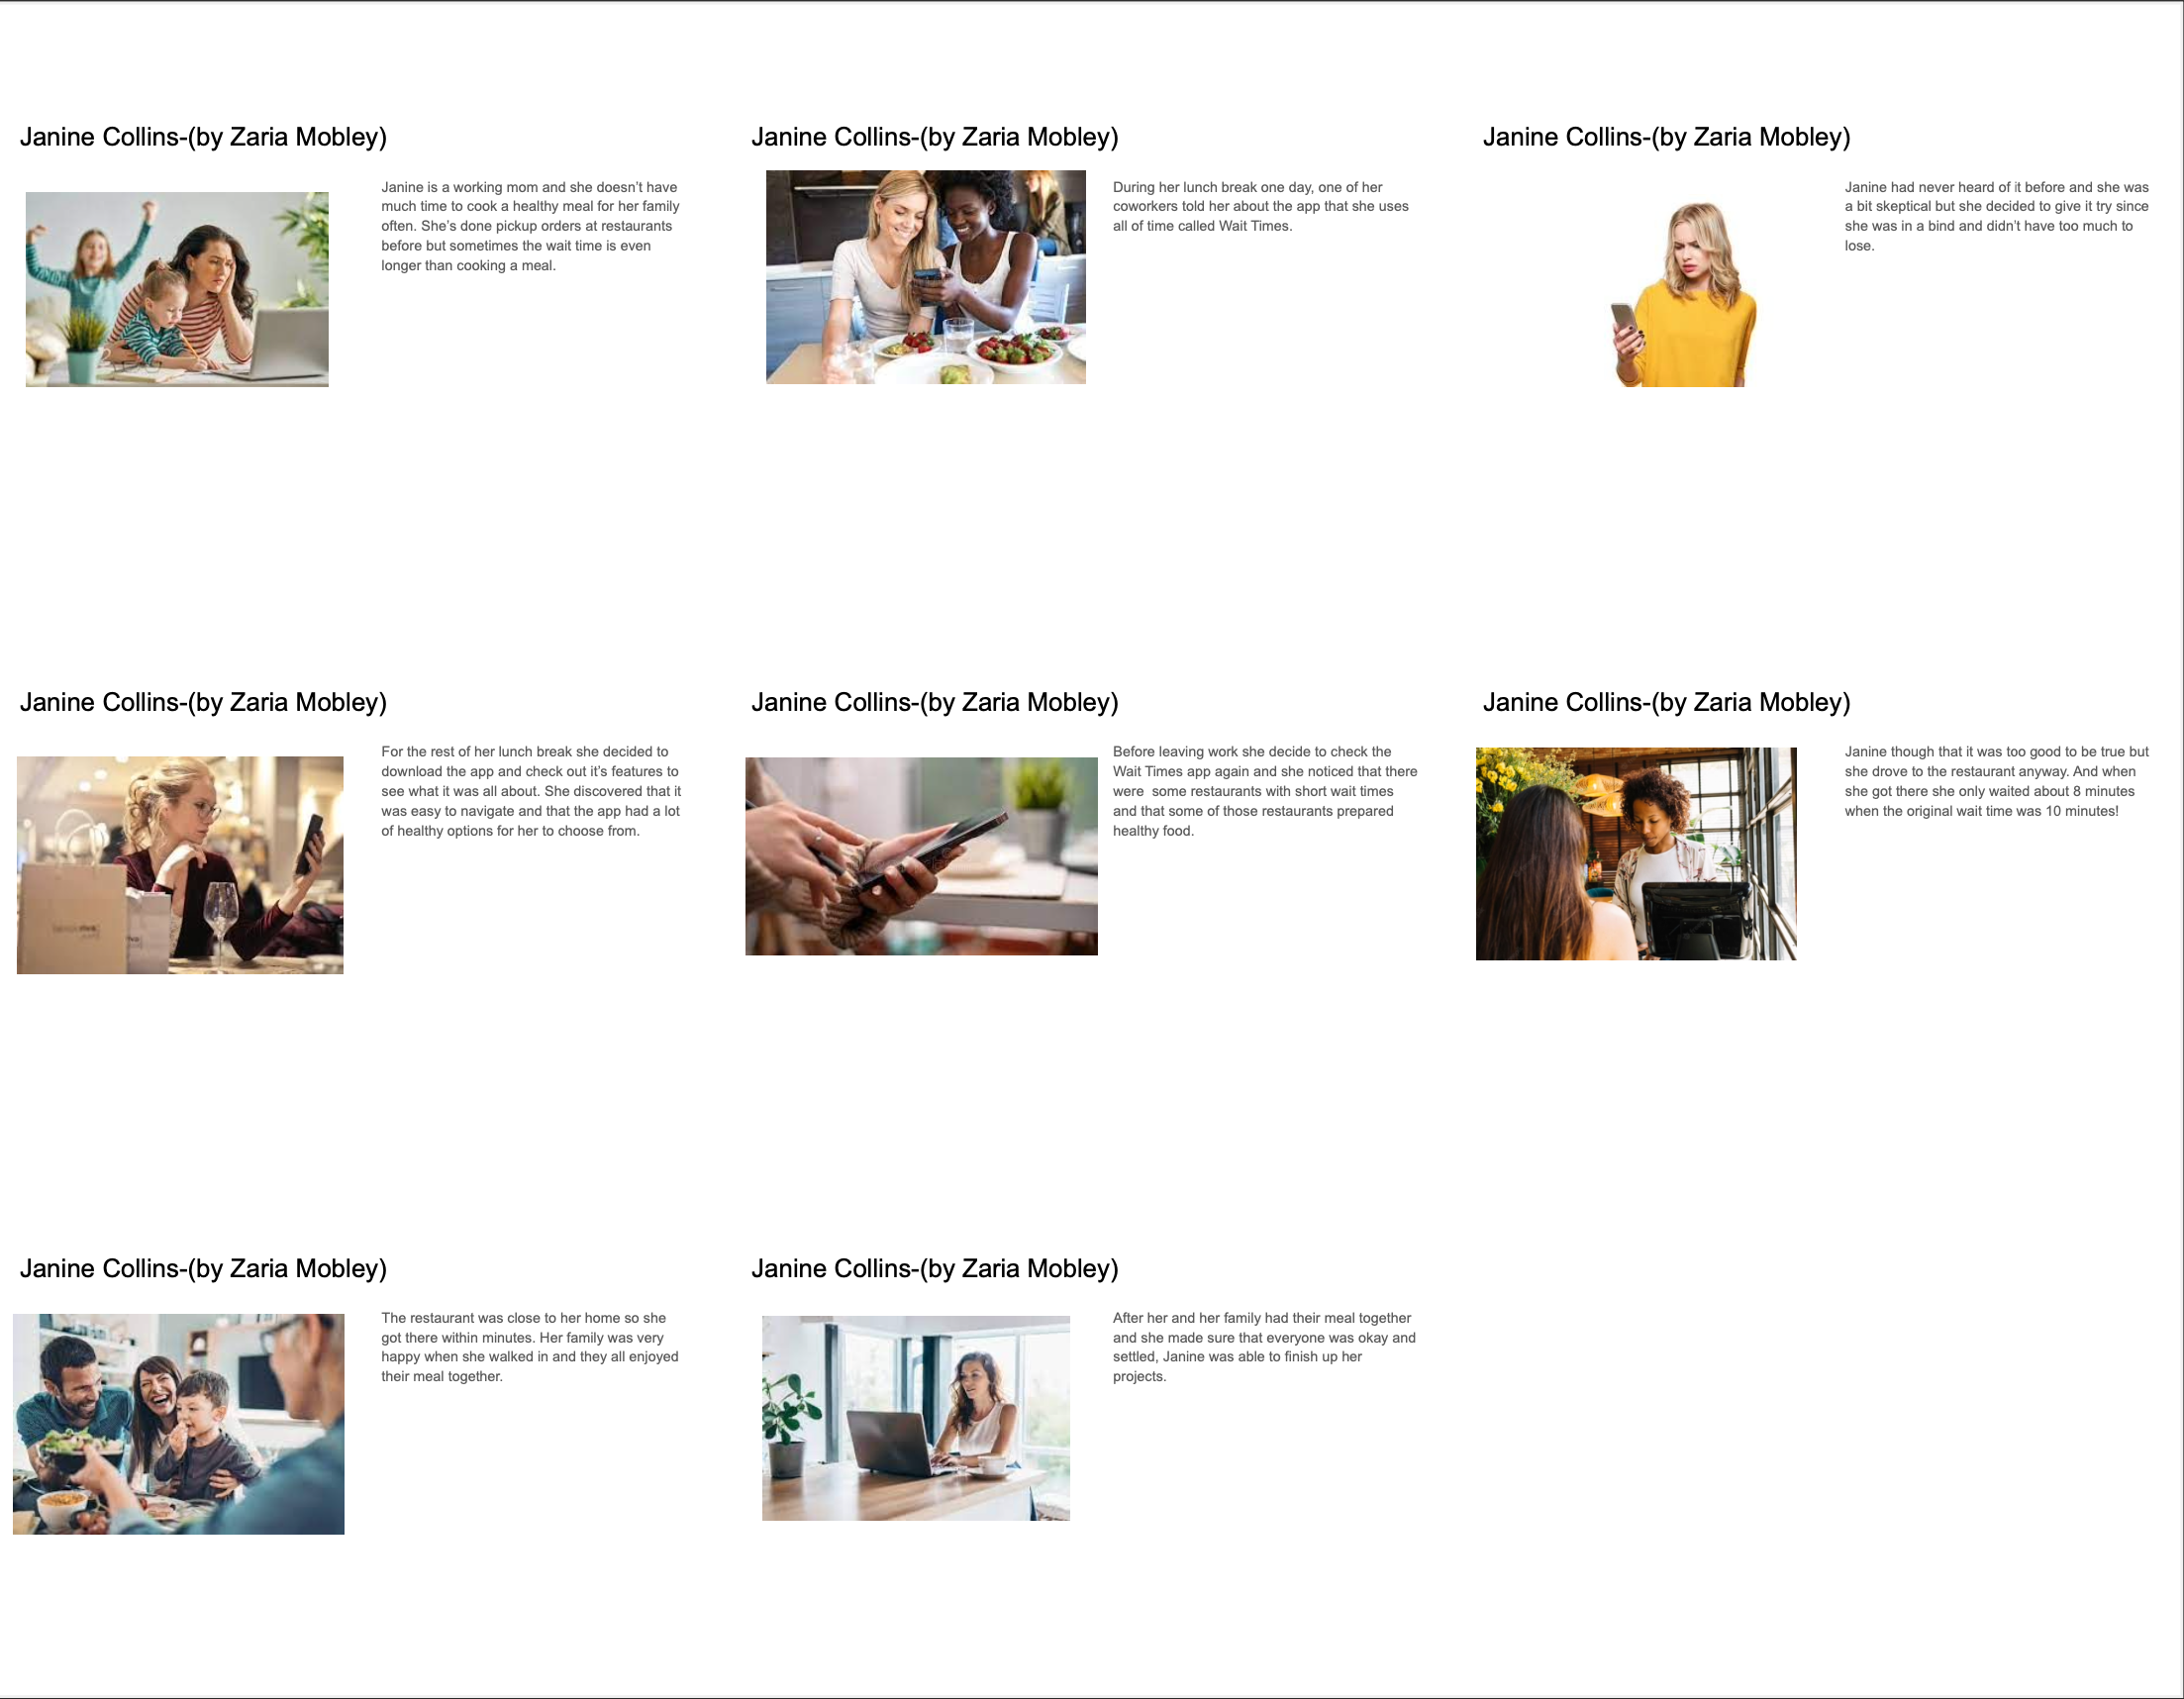 Janine Collins-(by Zaria Mobley)
Janine is a working mom and she doesn't have
much time to cook a healthy meal for her family
often. She's done pickup orders at restaurants
before but sometimes the wait time is even
longer than cooking a meal.
Janine Collins-(by Zaria Mobley)
During her lunch break one day, one of her
coworkers told her about the app that she uses
all of time called Wait Times.
Janine Collins-(by Zaria Mobley)
Janine had never heard of it before and she was
a bit skeptical but she decided to give it try since
she was in a bind and didn't have too much to
lose.
Janine Collins-(by Zaria Mobley)
For the rest of her lunch break she decided to
download the app and check out it's features to
see what it was all about. She discovered that it
was easy to navigate and that the app had a lot
of healthy options for her to choose from.
Janine Collins-(by Zaria Mobley)
Before leaving work she decide to check the
Wait Times app again and she noticed that there
were  some restaurants with short wait times
and that some of those restaurants prepared
healthy food.
Janine Collins-(by Zaria Mobley)
Janine though that it was too good to be true but
she drove to the restaurant anyway. And when
she got there she only waited about 8 minutes
when the original wait time was 10 minutes!
Janine Collins-(by Zaria Mobley)
The restaurant was close to her home so she
got there within minutes. Her family was very
happy when she walked in and they all enjoyed
their meal together.
Janine Collins-(by Zaria Mobley)
After her and her family had their meal together
and she made sure that everyone was okay and
settled, Janine was able to finish up her
projects.